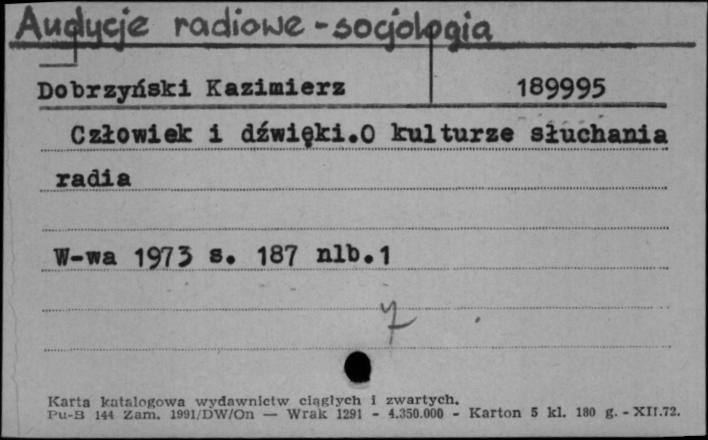 Audycje radiowe - socjologia
Dobrzyński Kazimierz 189995
Człowiek i dźwięki.O kulturze słuchania
radia
W-wa 1973 s. 187 nlb.1
7
Karta katalogowa wydawnictw ciągłych i zwartych.
Pu-B 144 Zam. 1991/DW/On — Wrak 1291 - 4.350.000 - Karton 5 kl. 180 g. - XII.72.